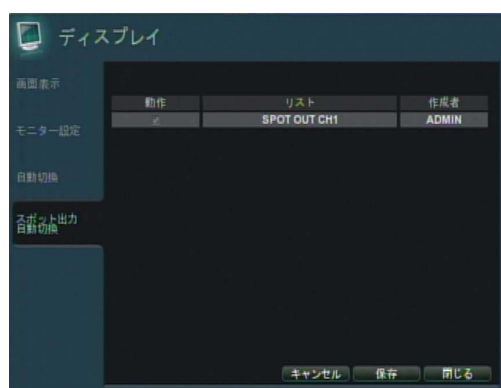 ディスプレイ
画面表示
モニター設定
自動切換
スポット出力
自動切換
動作 リスト 作成者
SPOT OUT CH1 ADMIN
キャンセル 保存 閉じる